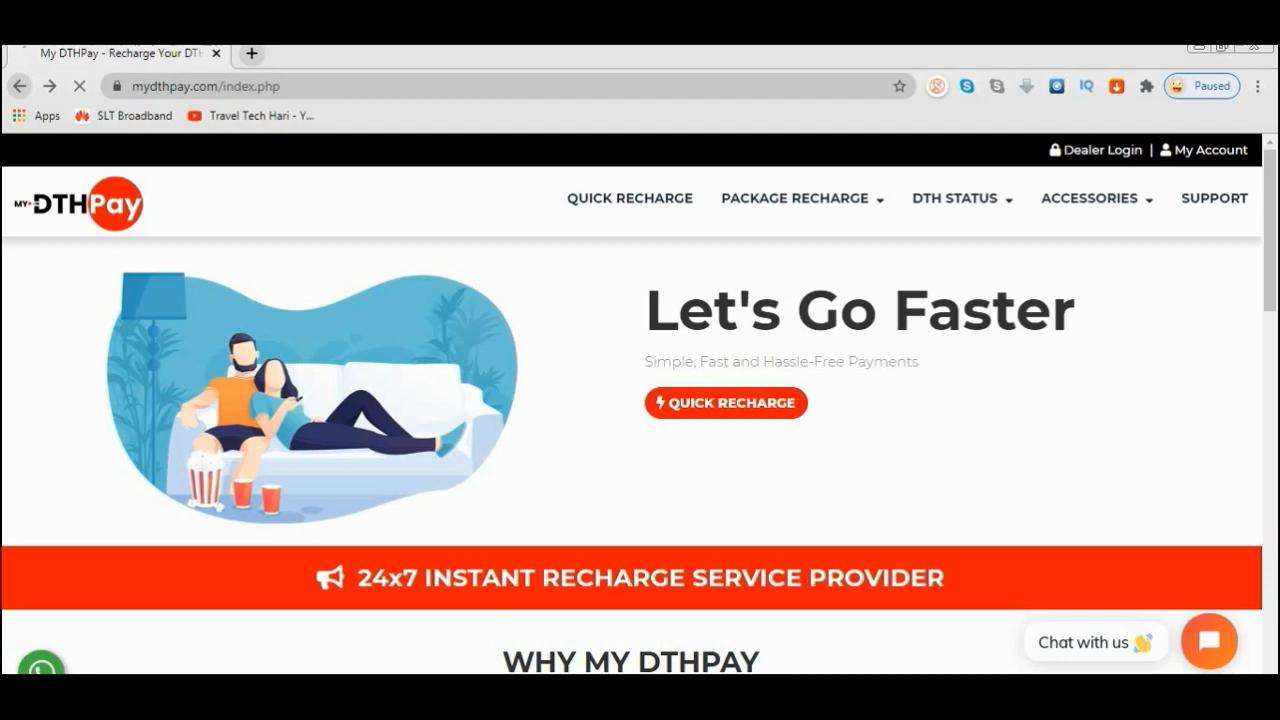 My DTHPay - Recharge Your DTH
mydthpay.com/index.php
IQ
Paused
Apps
SLT Broadband
Travel Tech Hari - Y...
Dealer Login | My Account
MY DTHPay
QUICK RECHARGE
PACKAGE RECHARGE
DTH STATUS
ACCESSORIES
SUPPORT
Let's Go Faster
Simple, Fast and Hassle-Free Payments
QUICK RECHARGE
24x7 INSTANT RECHARGE SERVICE PROVIDER
Chat with us
WHY MY DTHPAY